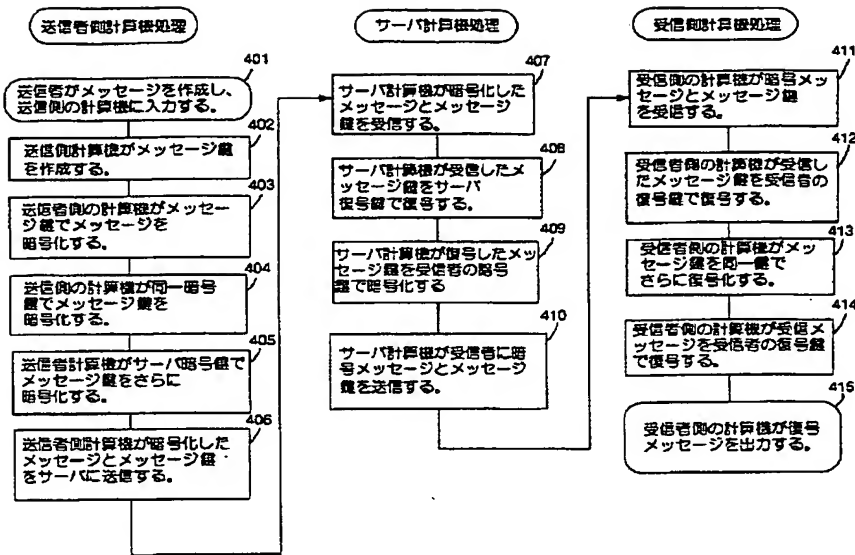 送信者側計算機処理
401
送信者がメッセージを作成し、
送信側の計算機に入力する。
402
送信側計算機がメッセージ鍵
を作成する。
403
送信者側の計算機がメッセー
ジ鍵でメッセージを
暗号化する。
404
送信側の計算機が同一暗号
鍵でメッセージ鍵を
暗号化する。
405
送信者計算機がサーバ暗号鍵で
メッセージ鍵をさらに
暗号化する。
406
送信者側計算機が暗号化した
メッセージとメッセージ鍵
をサーバに送信する。
サーバ計算機処理
407
サーバ計算機が暗号化した
メッセージとメッセージ
鍵を受信する。
408
サーバ計算機が受信したメ
ッセージ鍵をサーバ
復号鍵で復号する。
409
サーバ計算機が復号したメッ
セージ鍵を受信者の暗号
鍵で暗号化する
410
サーバ計算機が受信者に暗
号メッセージとメッセージ
鍵を送信する。
受信側計算機処理
411
受信側の計算機が暗号メッ
セージとメッセージ鍵
を受信する。
412
受信者側の計算機が受信し
たメッセージ鍵を受信者の
復号鍵で復号する。
413
受信者側の計算機がメッ
セージ鍵を同一鍵で
さらに復号化する。
414
受信者側の計算機が受信メ
ッセージを受信者の復号鍵
で復号する。
415
受信者側の計算機が復号
メッセージを出力する。